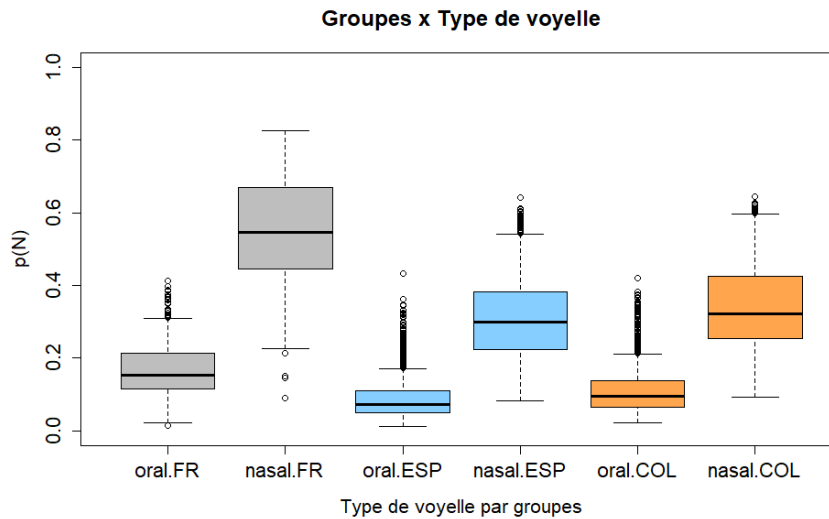 Groupes x Type de voyelle
p(N)
1.0
0.8
0.6
0.4
0.2
0.0
oral.FR nasal.FR oral.ESP nasal.ESP oral.COL nasal.COL
Type de voyelle par groupes